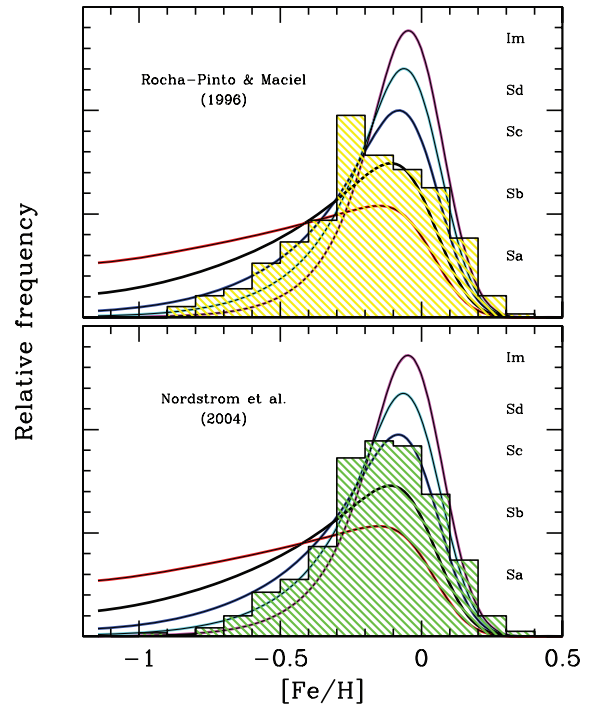 Rocha-Pinto & Maciel
(1996)
Im
Sd
Sc
Sb
Sa
Relative frequency
Nordstrom et al.
(2004)
Im
Sd
Sc
Sb
Sa
−1 −0.5 0 0.5
[Fe/H]